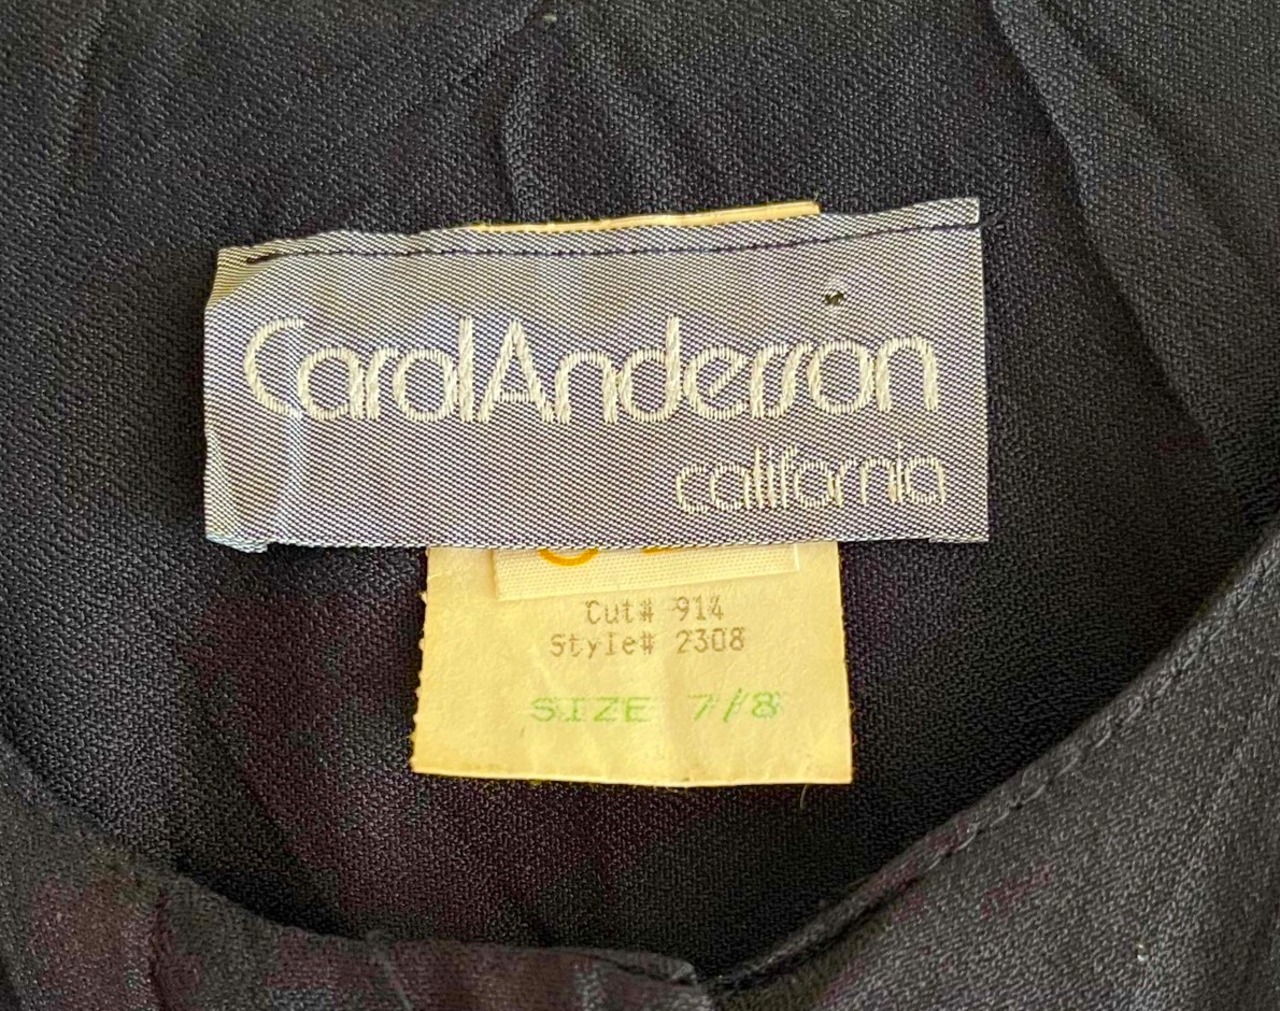 CarolAnderson
california
Cut# 914
Style# 2308
SIZE 7/8